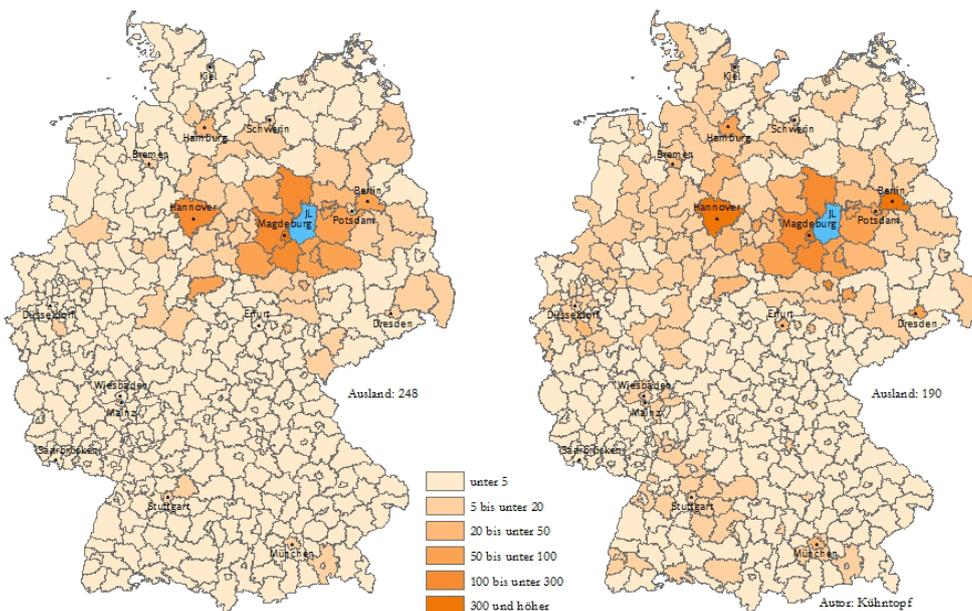 Kiel
Schwerin
Hamburg
Bremen
Berlin
Hannover
JL
Potsdam
Magdeburg
Düsseldorf
Erfurt
Dresden
Wiesbaden
Mainz
Ausland: 248
Saarbrücken
Stuttgart
München
Kiel
Schwerin
Hamburg
Bremen
Berlin
Hannover
JL
Potsdam
Magdeburg
Düsseldorf
Erfurt
Dresden
Wiesbaden
Mainz
Ausland: 190
Saarbrücken
Stuttgart
München
unter 5
5 bis unter 20
20 bis unter 50
50 bis unter 100
100 bis unter 300
300 und höher
Autor: Kühntopf